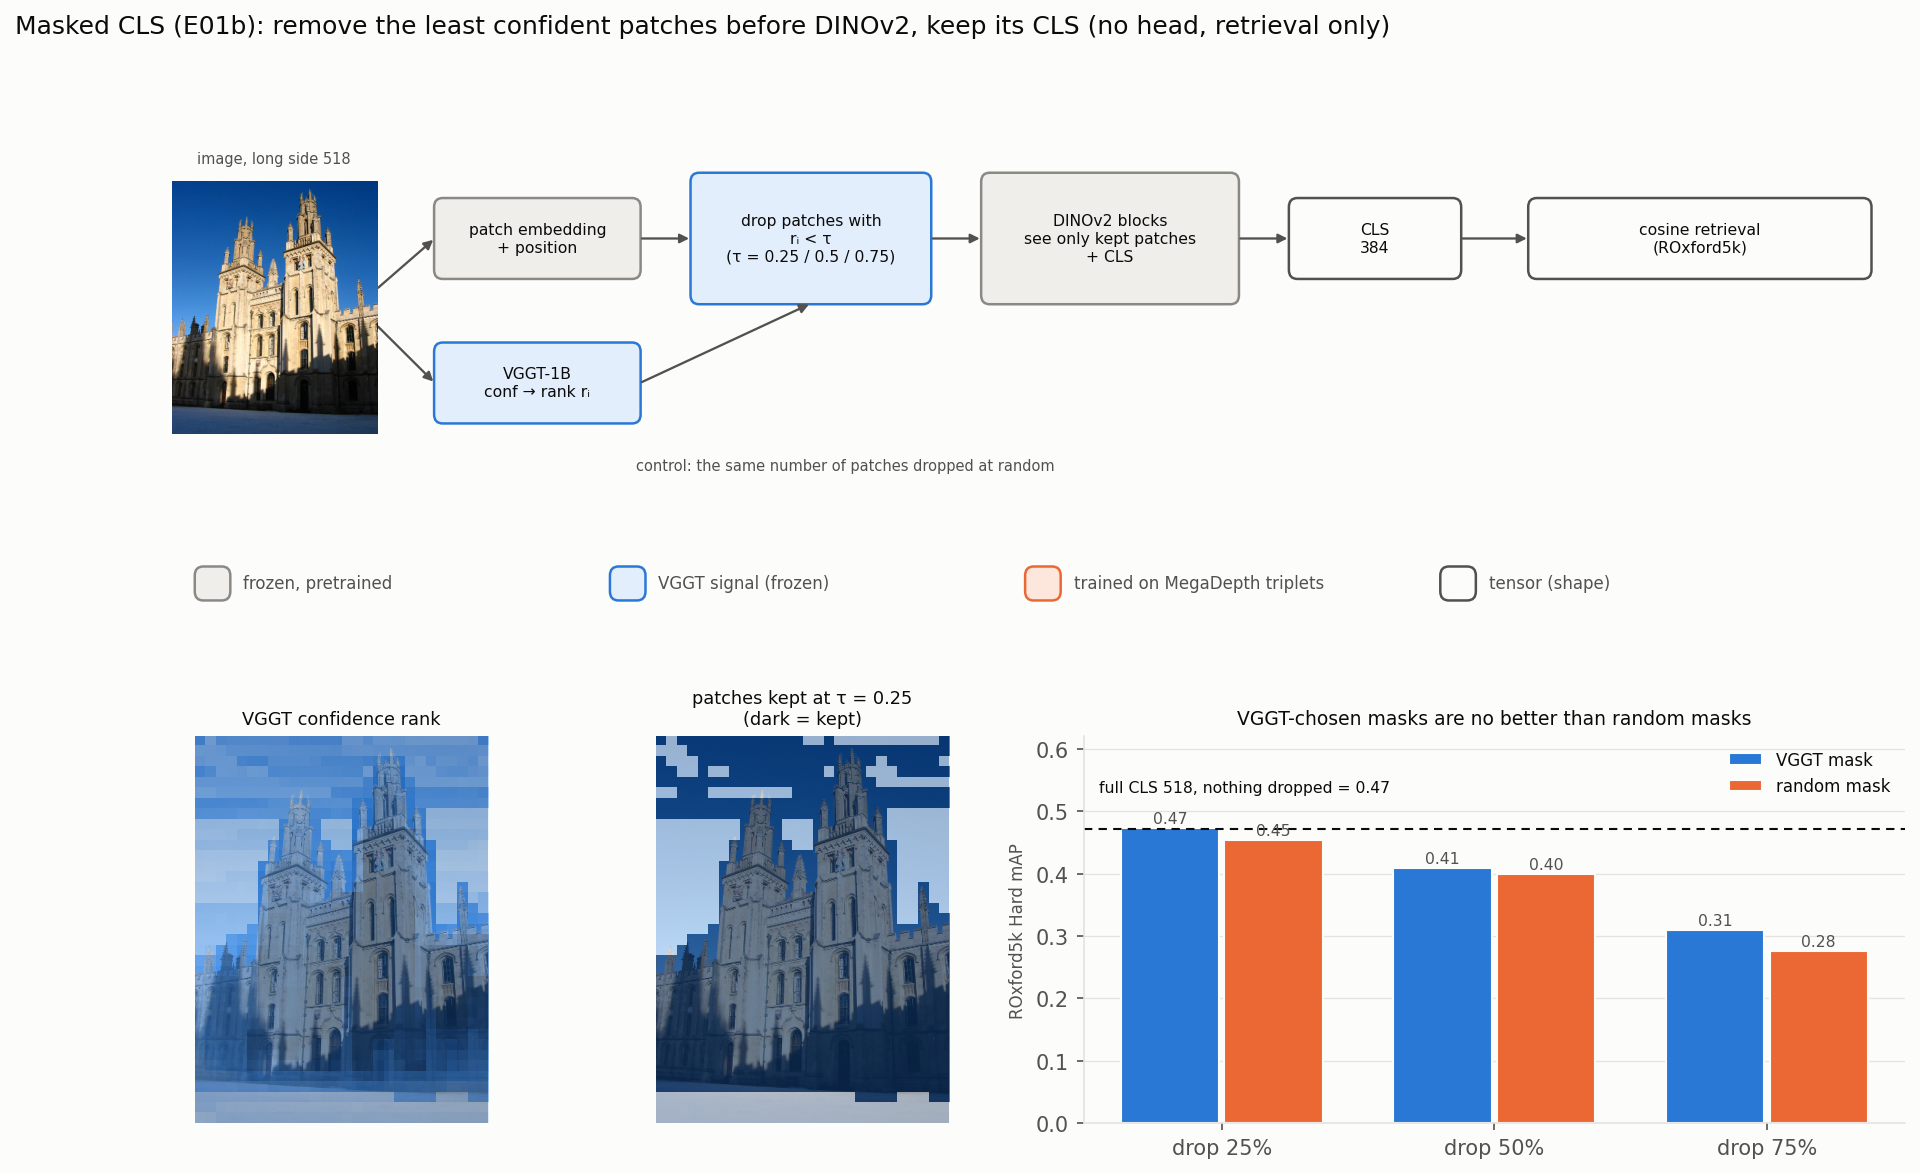 Masked CLS (E01b): remove the least confident patches before DINOv2, keep its CLS (no head, retrieval only)
image, long side 518
patch embedding
+ position
drop patches with
rᵢ < τ
(τ = 0.25 / 0.5 / 0.75)
DINOv2 blocks
see only kept patches
+ CLS
CLS
384
cosine retrieval
(ROxford5k)
VGGT-1B
conf → rank rᵢ
control: the same number of patches dropped at random
frozen, pretrained
VGGT signal (frozen)
trained on MegaDepth triplets
tensor (shape)
VGGT confidence rank
patches kept at τ = 0.25
(dark = kept)
VGGT-chosen masks are no better than random masks
VGGT mask
random mask
full CLS 518, nothing dropped = 0.47
ROxford5k Hard mAP
0.6
0.5
0.4
0.3
0.2
0.1
0.0
0.47
0.45
0.41
0.40
0.31
0.28
drop 25%
drop 50%
drop 75%